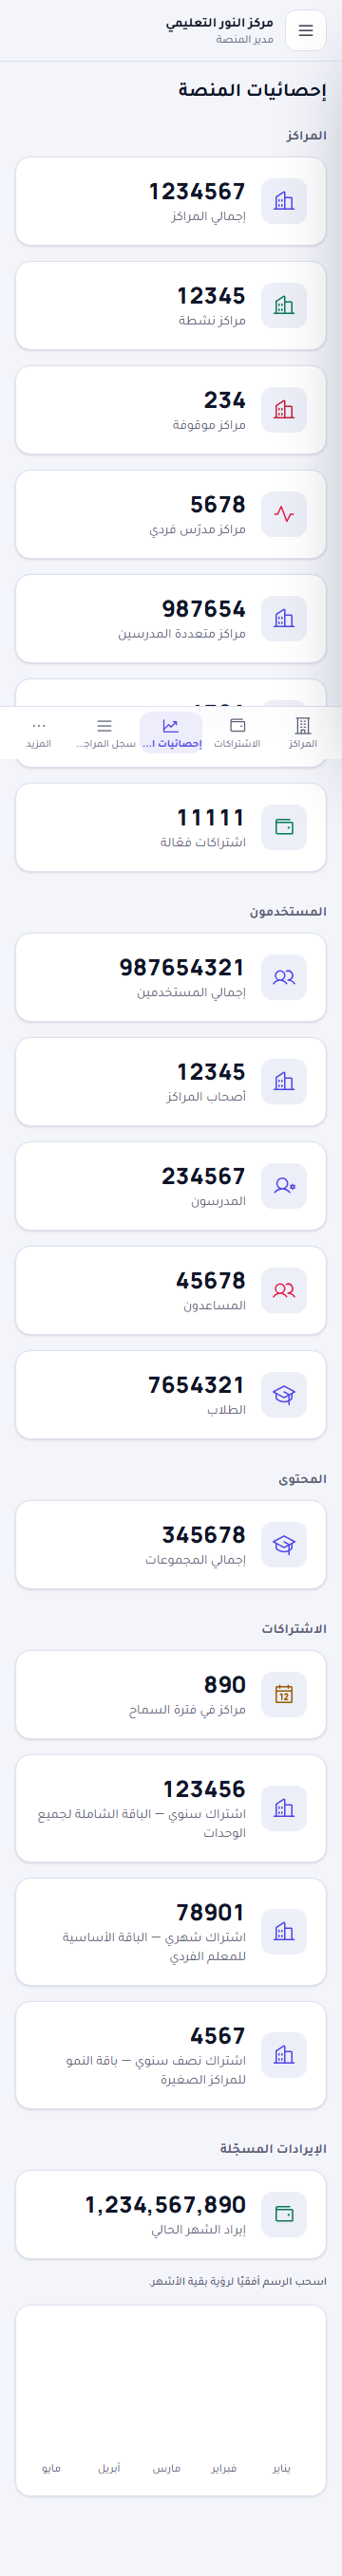 مركز النور التعليمي
مدير المنصة
إحصائيات المنصة
المراكز
1234567
إجمالي المراكز
12345
مراكز نشطة
234
مراكز موقوفة
5678
مراكز مدرّس فردي
987654
مراكز متعددة المدرسين
المراكز
الاشتراكات
إحصائيات ا...
سجل المراجـ...
المزيد
11111
اشتراكات فعّالة
المستخدمون
987654321
إجمالي المستخدمين
12345
أصحاب المراكز
234567
المدرسون
45678
المساعدون
7654321
الطلاب
المحتوى
345678
إجمالي المجموعات
الاشتراكات
12
890
مراكز في فترة السماح
123456
اشتراك سنوي — الباقة الشاملة لجميع
الوحدات
78901
اشتراك شهري — الباقة الأساسية
للمعلم الفردي
4567
اشتراك نصف سنوي — باقة النمو
للمراكز الصغيرة
الإيرادات المسجّلة
1,234,567,890
إيراد الشهر الحالي
اسحب الرسم أفقيًا لرؤية بقية الأشهر.
يناير
فبراير
مارس
أبريل
مايو